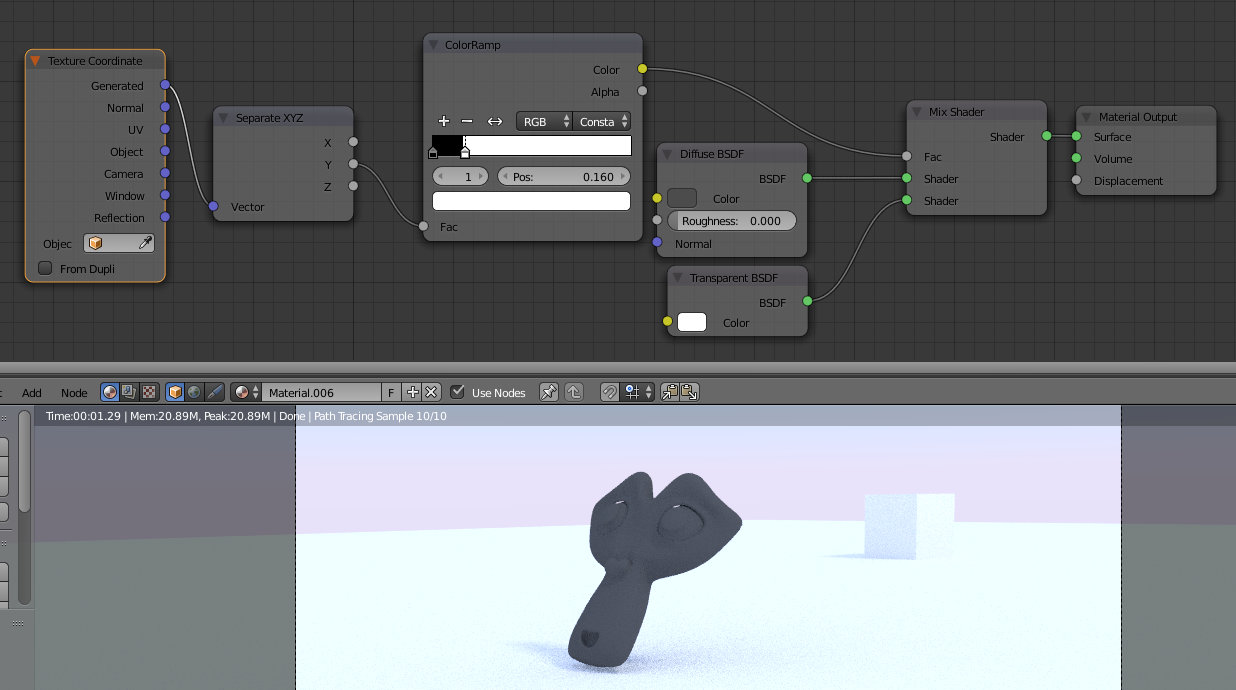 Texture Coordinate
Generated
Normal
UV
Object
Camera
Window
Reflection
Objec
From Dupli
Separate XYZ
X
Y
Z
Vector
ColorRamp
Color
Alpha
RGB
Consta
1
Pos: 0.160
Fac
Diffuse BSDF
BSDF
Color
Roughness: 0.000
Normal
Transparent BSDF
BSDF
Color
Mix Shader
Shader
Fac
Shader
Shader
Material Output
Surface
Volume
Displacement
Add Node Material.006 F Use Nodes
Time:00:01.29 | Mem:20.89M, Peak:20.89M | Done | Path Tracing Sample 10/10